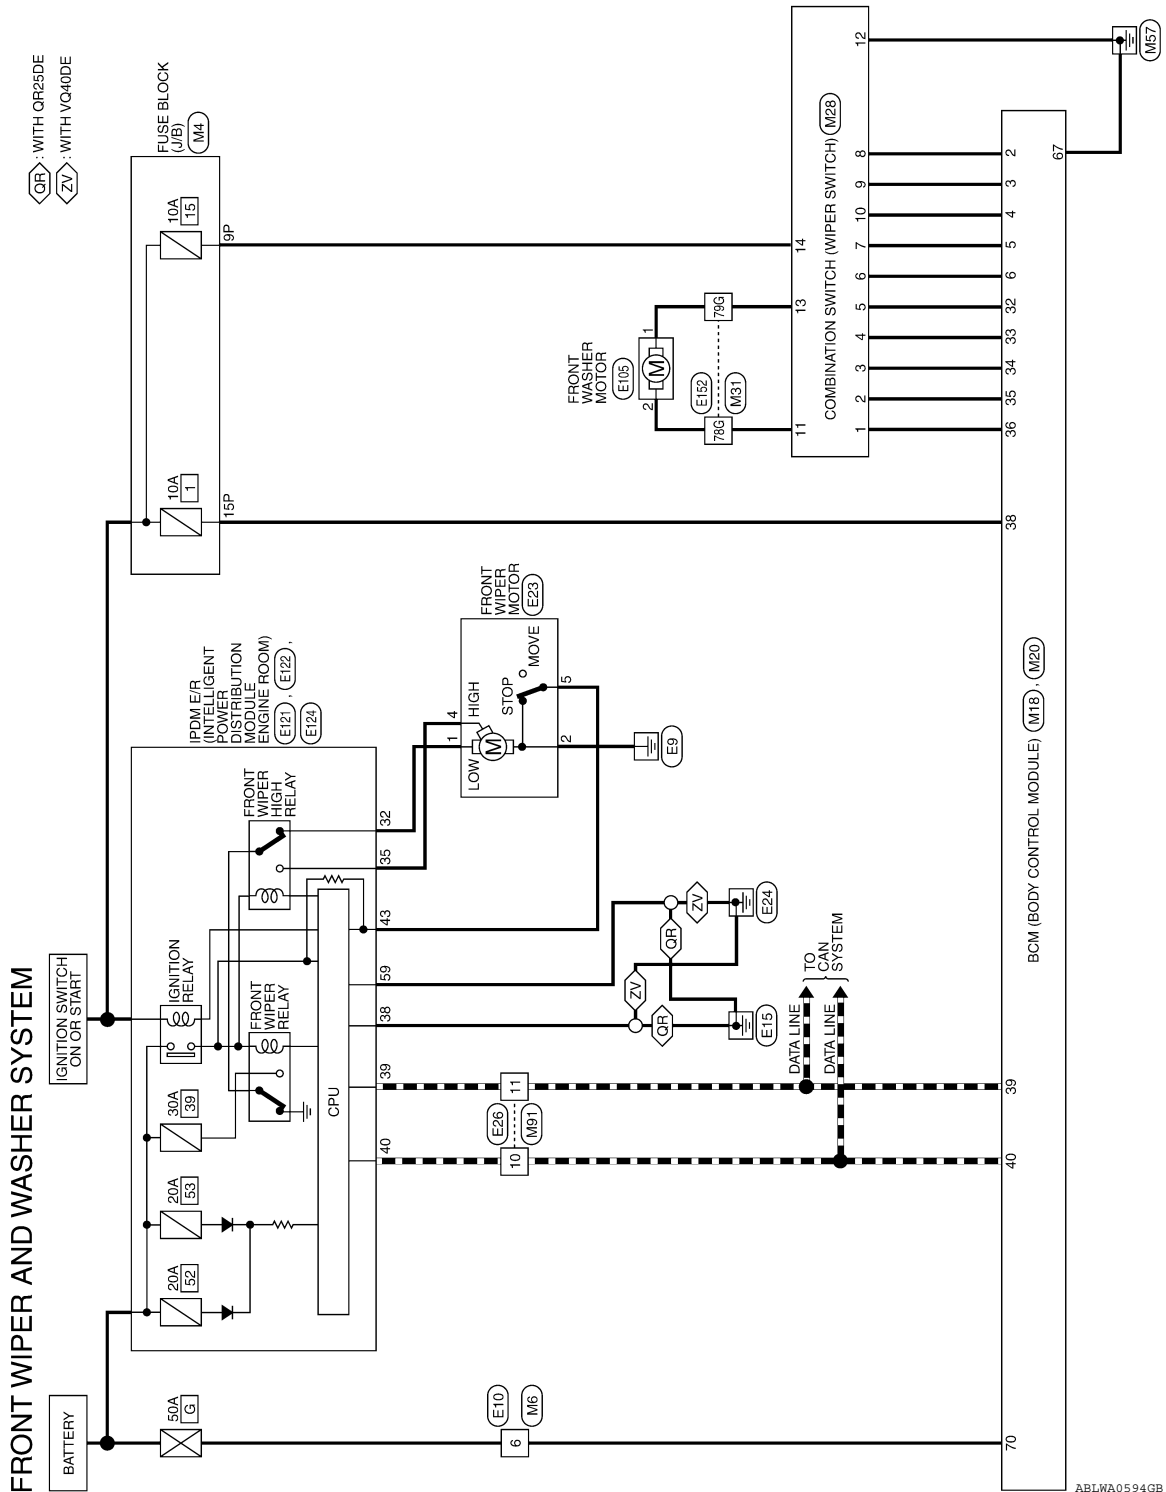 FRONT WIPER AND WASHER SYSTEM
QR : WITH QR25DE
ZV : WITH VQ40DE
BATTERY
IGNITION SWITCH
ON OR START
50A
G
20A
52
20A
53
30A
39
IGNITION
RELAY
FRONT
WIPER
RELAY
FRONT
WIPER
HIGH
RELAY
CPU
IPDM E/R
(INTELLIGENT
POWER
DISTRIBUTION
MODULE
ENGINE ROOM)
E121 , E122 ,
E124
FUSE BLOCK
(J/B)
M4
10A
1
10A
15
15P
9P
40
39
38
59
43
35
32
FRONT
WIPER
MOTOR
E23
1
4
LOW
HIGH
M
STOP
MOVE
2
5
E9
FRONT
WASHER
MOTOR
E105
2
1
M
E152
M31
78G
79G
E10
M6
6
E26
M91
10
11
ZV
QR
QR
ZV
E15
E24
DATA LINE
DATA LINE
TO
CAN
SYSTEM
11
13
14
COMBINATION SWITCH (WIPER SWITCH) M28
1
2
3
4
5
6
7
10
9
8
12
70
40
39
38
36
35
34
33
32
6
5
4
3
2
67
BCM (BODY CONTROL MODULE) M18 , M20
M57
ABLWA0594GB